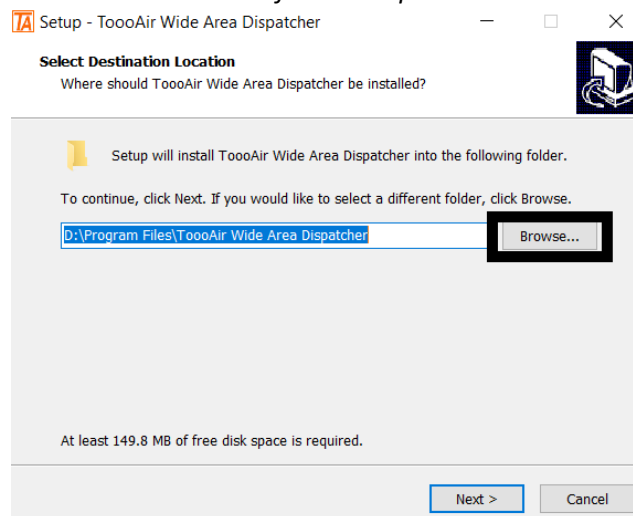 TA Setup - ToooAir Wide Area Dispatcher
Select Destination Location
Where should ToooAir Wide Area Dispatcher be installed?
Setup will install ToooAir Wide Area Dispatcher into the following folder.
To continue, click Next. If you would like to select a different folder, click Browse.
D:\Program Files\ToooAir Wide Area Dispatcher
Browse...
At least 149.8 MB of free disk space is required.
Next >
Cancel